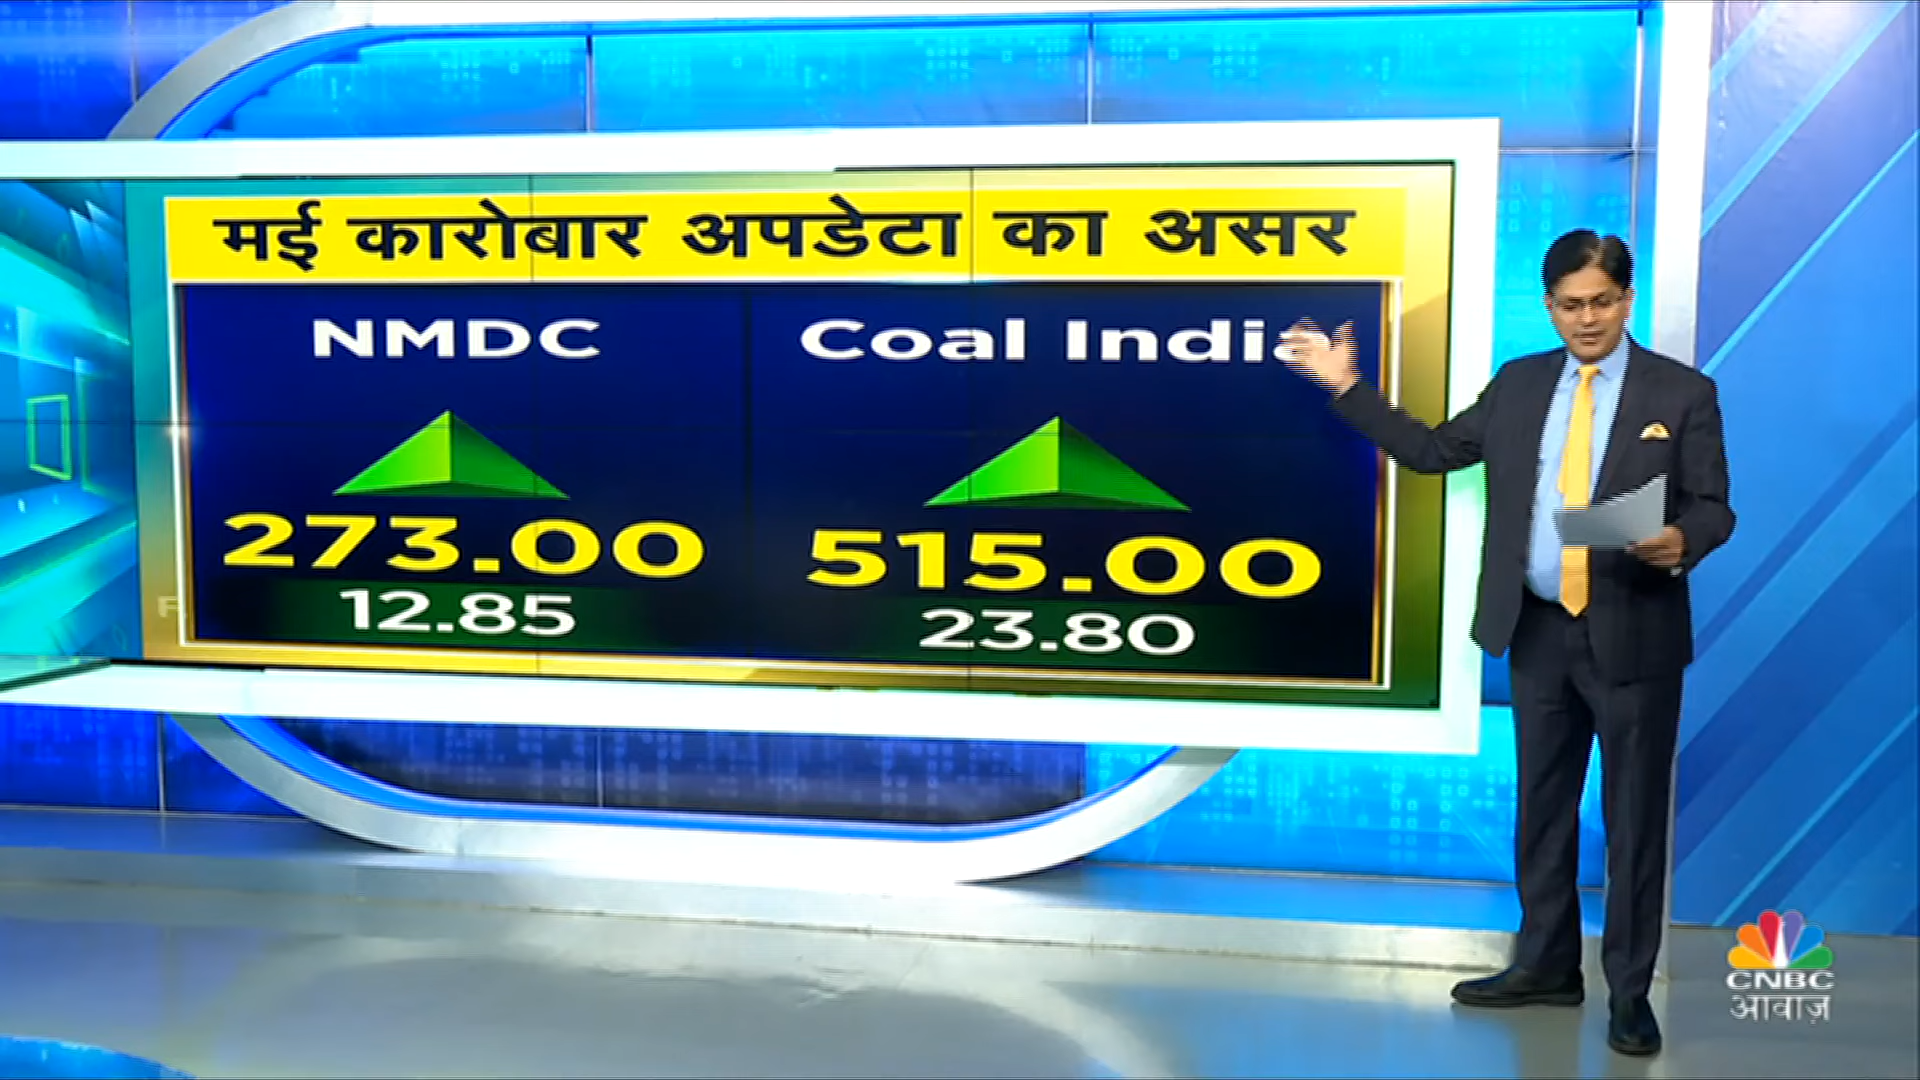 मई कारोबार अपडेटा का असर
NMDC
Coal India
273.00
515.00
12.85
23.80
CNBC
आवाज़